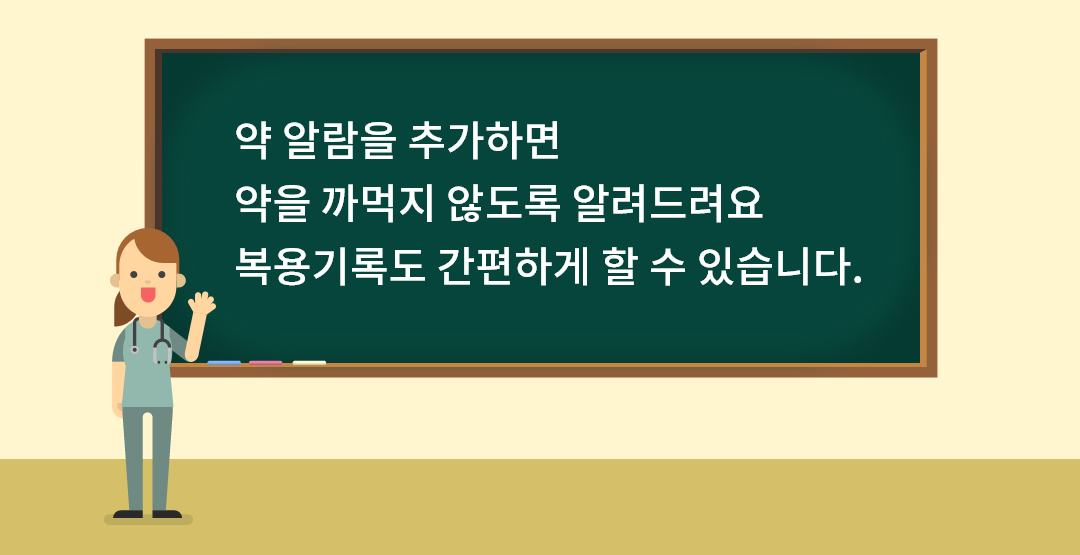 약 알람을 추가하면
약을 까먹지 않도록 알려드려요
복용기록도 간편하게 할 수 있습니다.